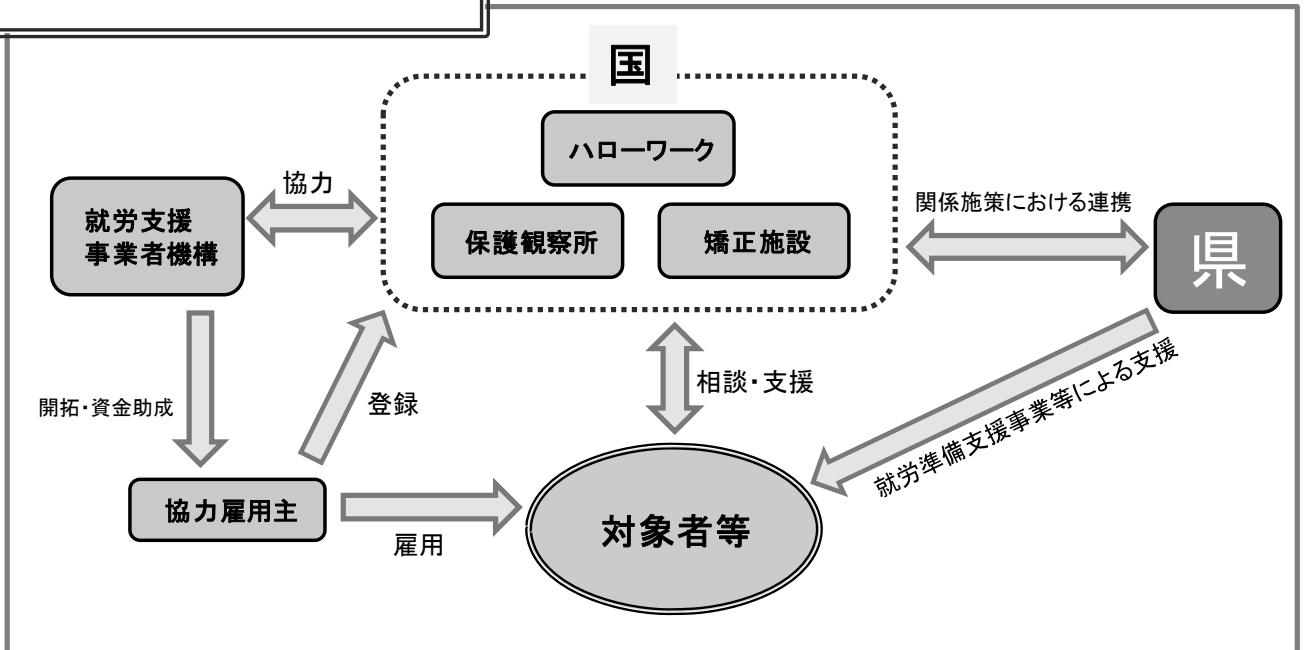 国
ハローワーク
協力
就労支援
事業者機構
保護観察所
矯正施設
関係施策における連携
県
開拓・資金助成
登録
相談・支援
就労準備支援事業等による支援
協力雇用主
雇用
対象者等